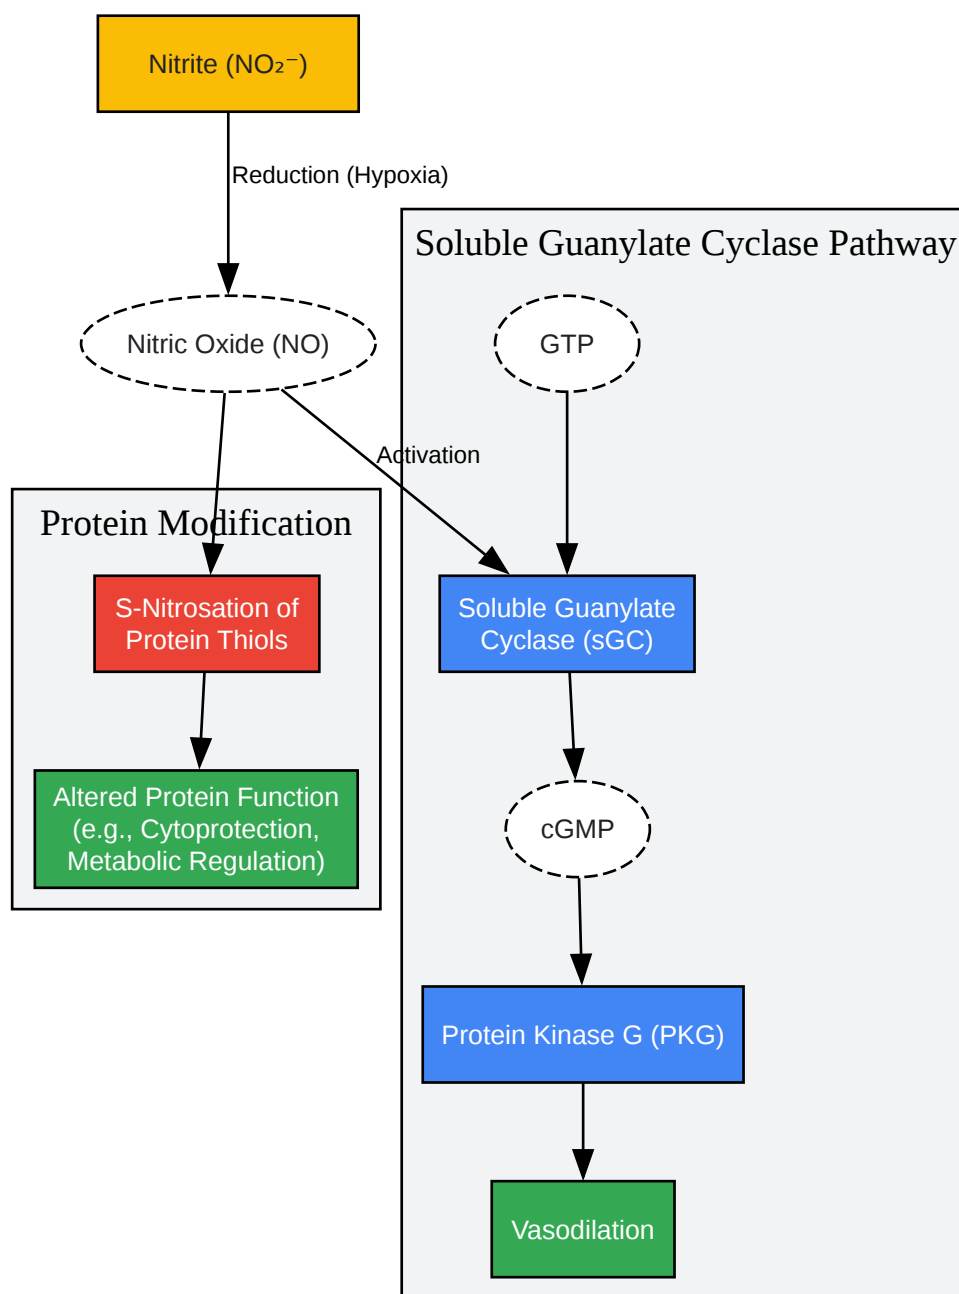 Nitrite (NO₂⁻)
Reduction (Hypoxia)
Soluble Guanylate Cyclase Pathway
Nitric Oxide (NO)
GTP
Activation
Protein Modification
S-Nitrosation of
Protein Thiols
Soluble Guanylate
Cyclase (sGC)
Altered Protein Function
(e.g., Cytoprotection,
Metabolic Regulation)
cGMP
Protein Kinase G (PKG)
Vasodilation